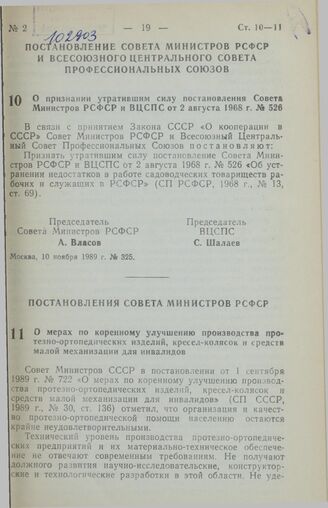 № 2 — 19 — Ст. 10—11
102903
ПОСТАНОВЛЕНИЕ СОВЕТА МИНИСТРОВ РСФСР
И ВСЕСОЮЗНОГО ЦЕНТРАЛЬНОГО СОВЕТА
ПРОФЕССИОНАЛЬНЫХ СОЮЗОВ
10 О признании утратившим силу постановления Совета
Министров РСФСР и ВЦСПС от 2 августа 1968 г. № 526
В связи с принятием Закона СССР «О кооперации в
СССР» Совет Министров РСФСР и Всесоюзный Централь-
ный Совет Профессиональных Союзов постановляют:
Признать утратившим силу постановление Совета Мини-
стров РСФСР и ВЦСПС от 2 августа 1968 г. № 526 «Об уст-
ранении недостатков в работе садоводческих товариществ ра-
бочих и служащих в РСФСР» (СП РСФСР, 1968 г., № 13,
ст. 69).
Председатель Председатель
Совета Министров РСФСР ВЦСПС
А. Власов С. Шалаев
Москва, 10 ноября 1989 г. № 325.
ПОСТАНОВЛЕНИЯ СОВЕТА МИНИСТРОВ РСФСР
11 О мерах по коренному улучшению производства про-
тезно-ортопедических изделий, кресел-колясок и средств
малой механизации для инвалидов
Совет Министров СССР в постановлении от 1 сентября
1989 г. № 722 «О мерах по коренному улучшению производ-
ства протезно-ортопедических изделий, кресел-колясок и
средств малой механизации для инвалидов» (СП СССР,
1989 г., № 30, ст. 136) отметил, что организация и качест-
во протезно-ортопедической помощи населению остаются
крайне неудовлетворительными.
Технический уровень производства протезно-ортопедиче-
ских предприятий и их материально-техническое обеспече-
ние не отвечают современным требованиям. Не получают
должного развития научно-исследовательские, конструктор-
ские и технологические разработки в этой области. Не уде-